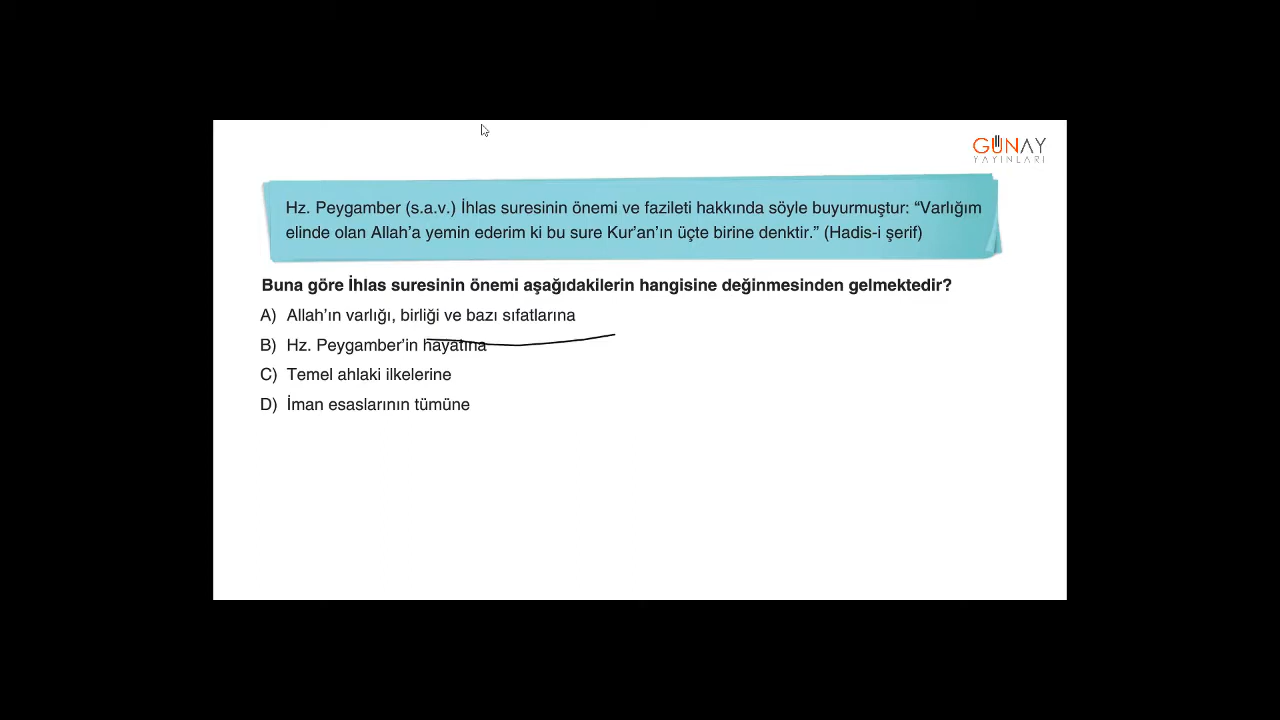 GÜNAY
YAYINLARI
Hz. Peygamber (s.a.v.) İhlas suresinin önemi ve fazileti hakkında söyle buyurmuştur: “Varlığım
elinde olan Allah’a yemin ederim ki bu sure Kur’an’ın üçte birine denktir.” (Hadis-i şerif)
Buna göre İhlas suresinin önemi aşağıdakilerin hangisine değinmesinden gelmektedir?
A) Allah’ın varlığı, birliği ve bazı sıfatlarına
B) Hz. Peygamber’in hayatına
C) Temel ahlaki ilkelerine
D) İman esaslarının tümüne